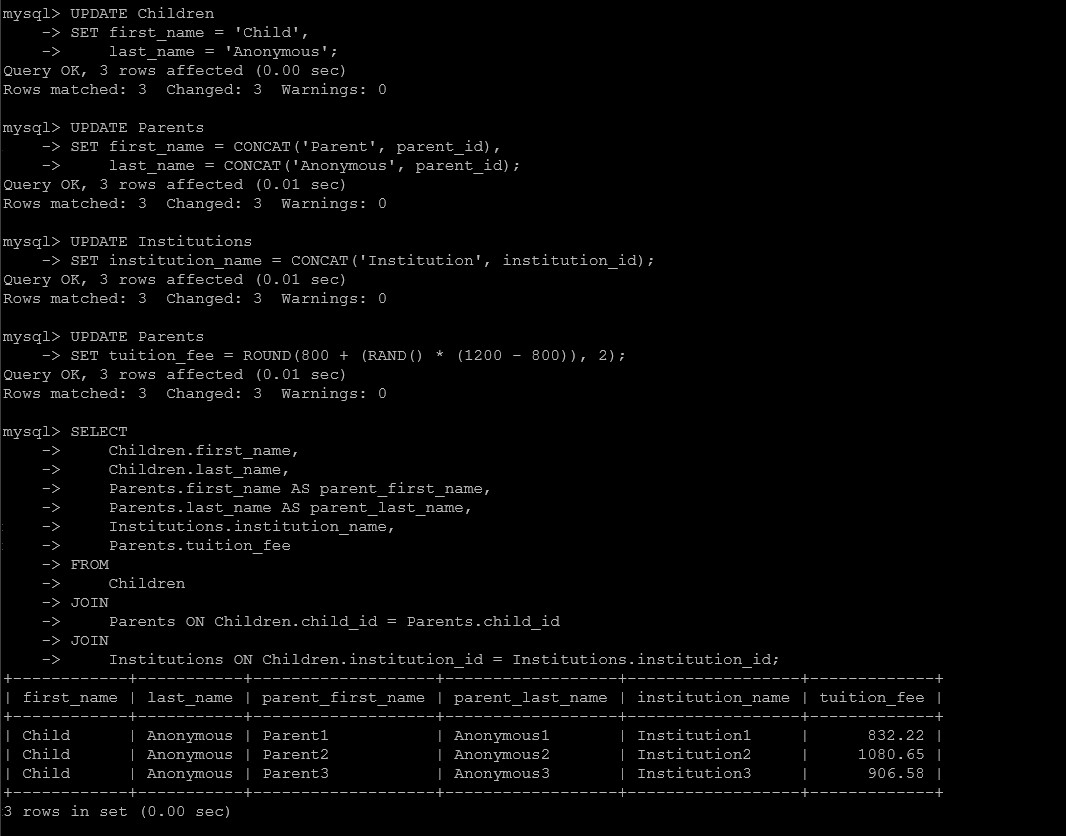 mysql> UPDATE Children
    -> SET first_name = 'Child',
    ->     last_name = 'Anonymous';
Query OK, 3 rows affected (0.00 sec)
Rows matched: 3  Changed: 3  Warnings: 0

mysql> UPDATE Parents
    -> SET first_name = CONCAT('Parent', parent_id),
    ->     last_name = CONCAT('Anonymous', parent_id);
Query OK, 3 rows affected (0.01 sec)
Rows matched: 3  Changed: 3  Warnings: 0

mysql> UPDATE Institutions
    -> SET institution_name = CONCAT('Institution', institution_id);
Query OK, 3 rows affected (0.01 sec)
Rows matched: 3  Changed: 3  Warnings: 0

mysql> UPDATE Parents
    -> SET tuition_fee = ROUND(800 + (RAND() * (1200 - 800)), 2);
Query OK, 3 rows affected (0.01 sec)
Rows matched: 3  Changed: 3  Warnings: 0

mysql> SELECT
    ->     Children.first_name,
    ->     Children.last_name,
    ->     Parents.first_name AS parent_first_name,
    ->     Parents.last_name AS parent_last_name,
    ->     Institutions.institution_name,
    ->     Parents.tuition_fee
    -> FROM
    ->     Children
    -> JOIN
    ->     Parents ON Children.child_id = Parents.child_id
    -> JOIN
    ->     Institutions ON Children.institution_id = Institutions.institution_id;
+------------+-----------+-------------------+------------------+------------------+-------------+
| first_name | last_name | parent_first_name | parent_last_name | institution_name | tuition_fee |
+------------+-----------+-------------------+------------------+------------------+-------------+
| Child      | Anonymous | Parent1           | Anonymous1       | Institution1     |      832.22 |
| Child      | Anonymous | Parent2           | Anonymous2       | Institution2     |     1080.65 |
| Child      | Anonymous | Parent3           | Anonymous3       | Institution3     |      906.58 |
+------------+-----------+-------------------+------------------+------------------+-------------+
3 rows in set (0.00 sec)